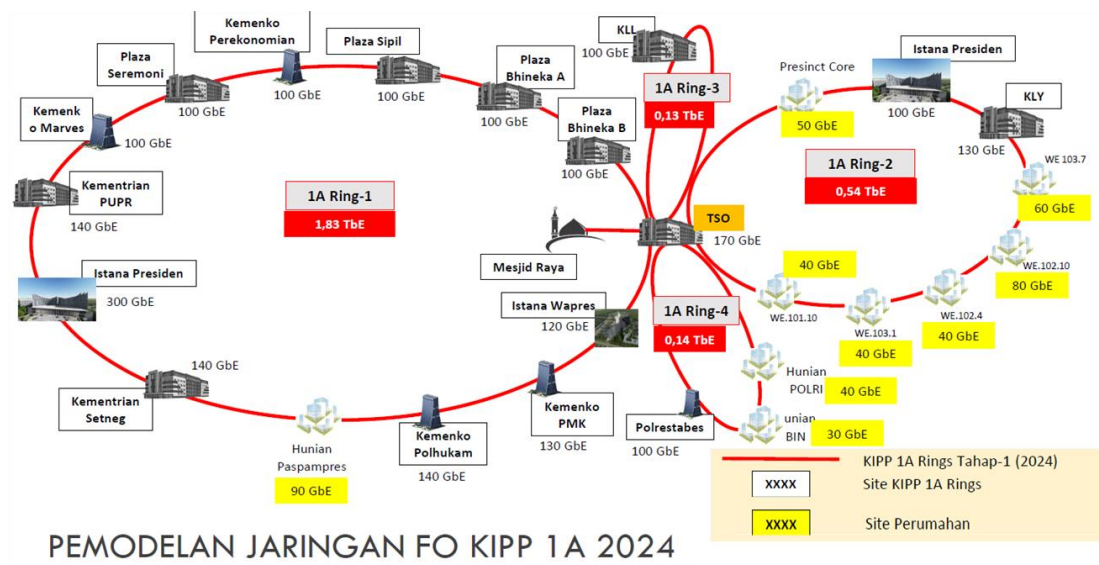 Kemenko
Perekonomian
100 GbE
Plaza Sipil
100 GbE
Plaza
Seremoni
100 GbE
Kemenk
o Marves
100 GbE
Kementrian
PUPR
140 GbE
Istana Presiden
300 GbE
Kementrian
Setneg
140 GbE
Hunian
Paspampres
90 GbE
Kemenko
Polhukam
140 GbE
Kemenko
PMK
130 GbE
Istana Wapres
120 GbE
Mesjid Raya
Plaza
Bhineka A
100 GbE
Plaza
Bhineka B
100 GbE
1A Ring-1
1,83 TbE
KLL
100 GbE
1A Ring-3
0,13 TbE
TSO
170 GbE
Presinct Core
50 GbE
Istana Presiden
100 GbE
KLY
130 GbE
1A Ring-2
0,54 TbE
WE 103.7
60 GbE
WE.102.10
80 GbE
WE.102.4
40 GbE
WE.103.1
40 GbE
40 GbE
WE.101.10
1A Ring-4
0,14 TbE
Hunian
POLRI
40 GbE
unian
BIN
30 GbE
Polrestabes
100 GbE
KIPP 1A Rings Tahap-1 (2024)
XXXX
Site KIPP 1A Rings
XXXX
Site Perumahan
PEMODELAN JARINGAN FO KIPP 1A 2024